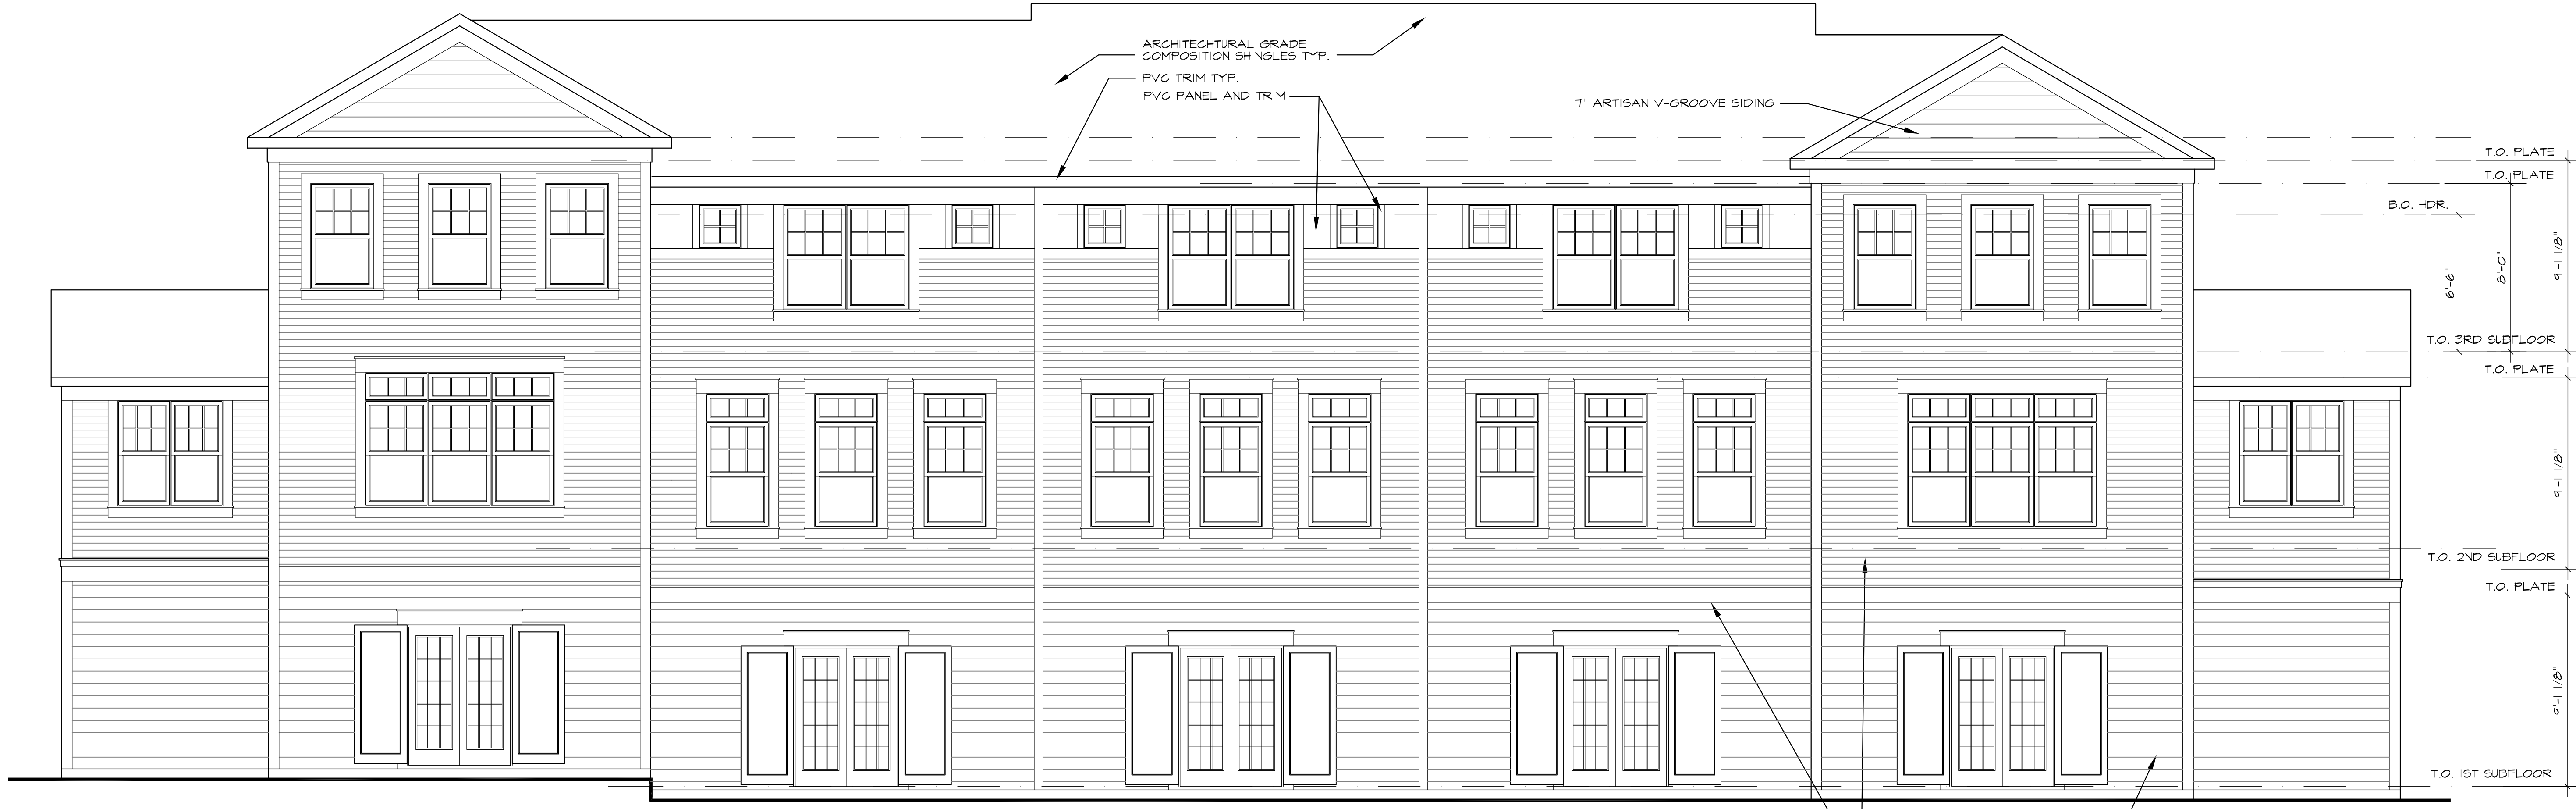 ARCHITECHTURAL GRADE
COMPOSITION SHINGLES TYP.
PVC TRIM TYP.
PVC PANEL AND TRIM
7" ARTISAN V-GROOVE SIDING
T.O. PLATE
T.O. PLATE
B.O. HDR.
6'-6"
8'-0"
9'-1 1/8"
T.O. 3RD SUBFLOOR
T.O. PLATE
9'-1 1/8"
T.O. 2ND SUBFLOOR
T.O. PLATE
9'-1 1/8"
T.O. 1ST SUBFLOOR